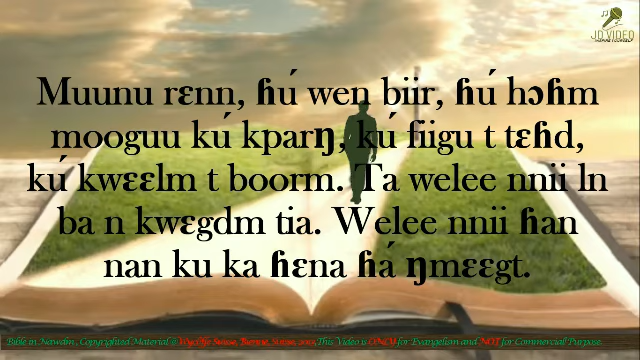 JD VIDEO
Muunu rɛnn, ɦú wen biir, ɦú hɔɦm
mooguu kú kparŋ, kú fiigu t tɛɦd,
kú kwɛɛlm t boorm. Ta welee nnii ln
ba n kwɛgdm tia. Welee nnii ɦan
nan ku ka ɦɛna ɦá ŋmɛɛgt.
Bible in Nawdm, Copyrighted Material © Wycliffe Suisse, Bienne, Suisse, 2015, This Video is ONLY for Evangelism and NOT for Commercial Purpose.